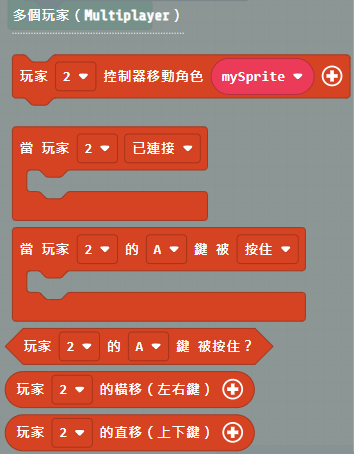 多個玩家（Multiplayer）
玩家 2 控制器移動角色 mySprite
當 玩家 2 已連接
當 玩家 2 的 A 鍵 被 按住
玩家 2 的 A 鍵 被按住？
玩家 2 的橫移（左右鍵）
玩家 2 的直移（上下鍵）